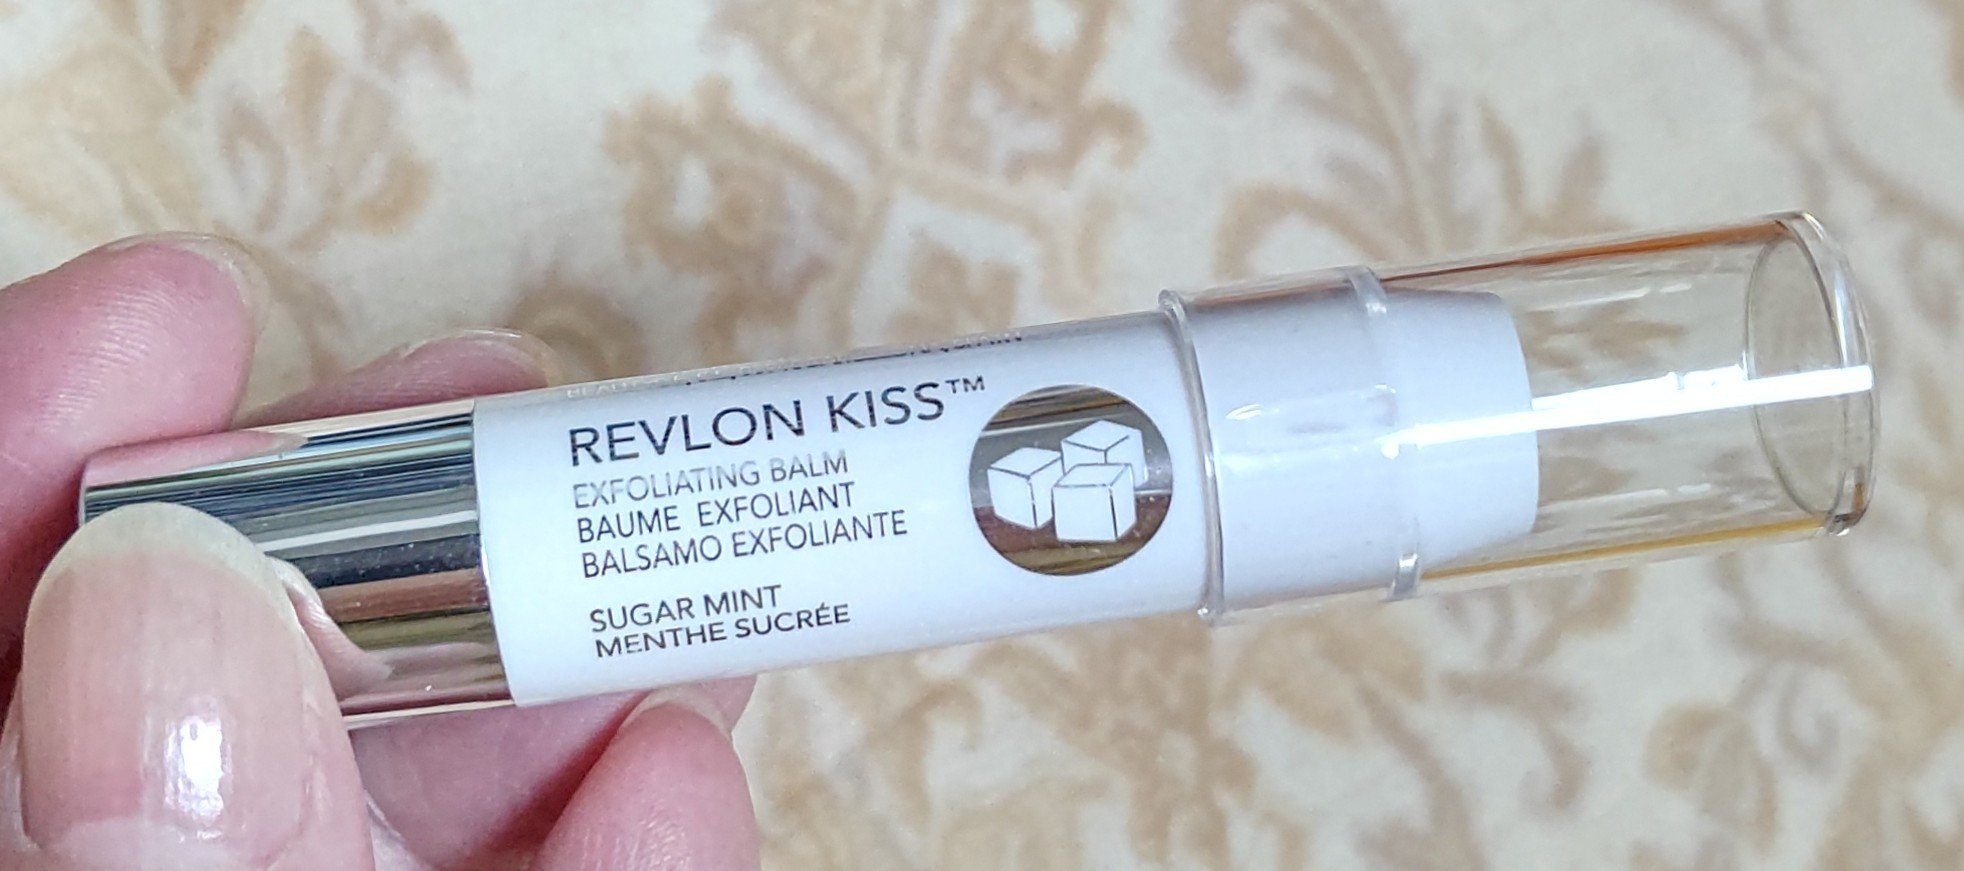 REVLON KISS™
EXFOLIATING BALM
BAUME EXFOLIANT
BALSAMO EXFOLIANTE
SUGAR MINT
MENTHE SUCRÉE